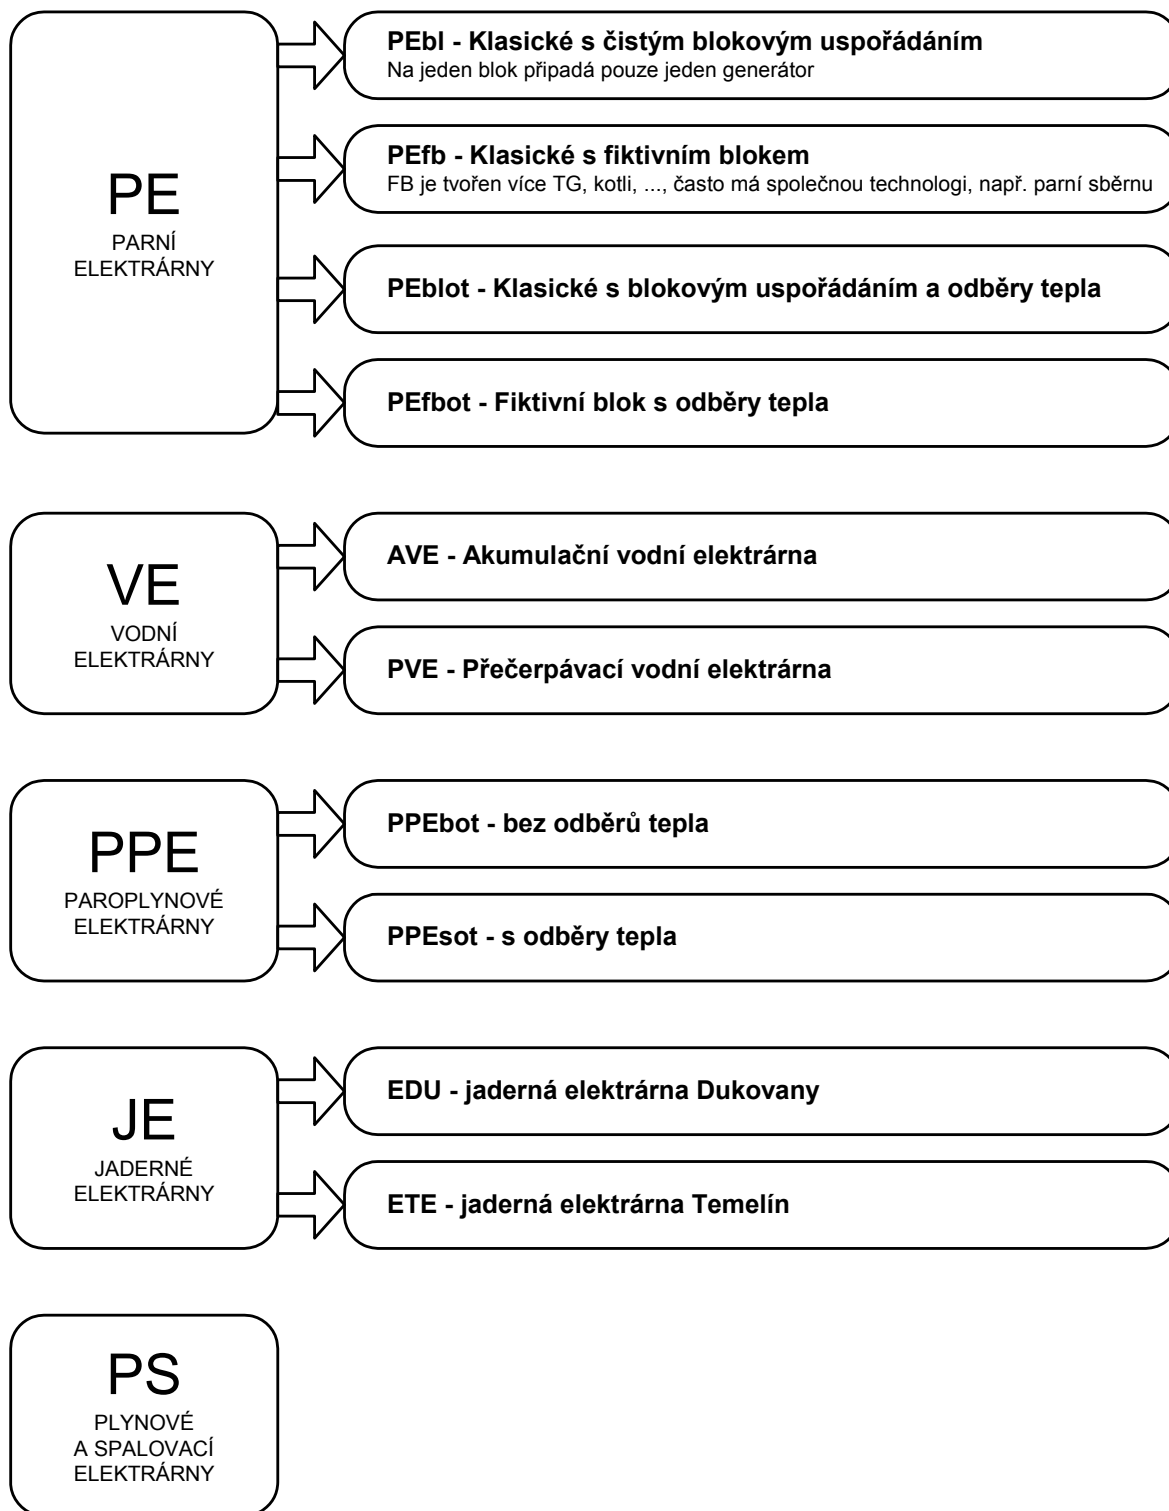 PE
PARNÍ
ELEKTRÁRNY
PEbl - Klasické s čistým blokovým uspořádáním
Na jeden blok připadá pouze jeden generátor
PEfb - Klasické s fiktivním blokem
FB je tvořen více TG, kotli, ..., často má společnou technologi, např. parní sběrnu
PEblot - Klasické s blokovým uspořádáním a odběry tepla
PEfbot - Fiktivní blok s odběry tepla
VE
VODNÍ
ELEKTRÁRNY
AVE - Akumulační vodní elektrárna
PVE - Přečerpávací vodní elektrárna
PPE
PAROPLYNOVÉ
ELEKTRÁRNY
PPEbot - bez odběrů tepla
PPEsot - s odběry tepla
JE
JADERNÉ
ELEKTRÁRNY
EDU - jaderná elektrárna Dukovany
ETE - jaderná elektrárna Temelín
PS
PLYNOVÉ
A SPALOVACÍ
ELEKTRÁRNY